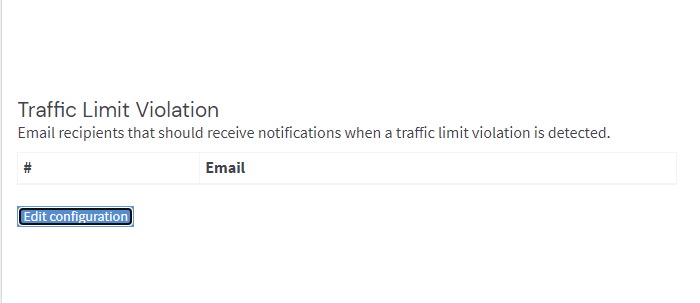 Traffic Limit Violation
Email recipients that should receive notifications when a traffic limit violation is detected.
# Email
Edit configuration